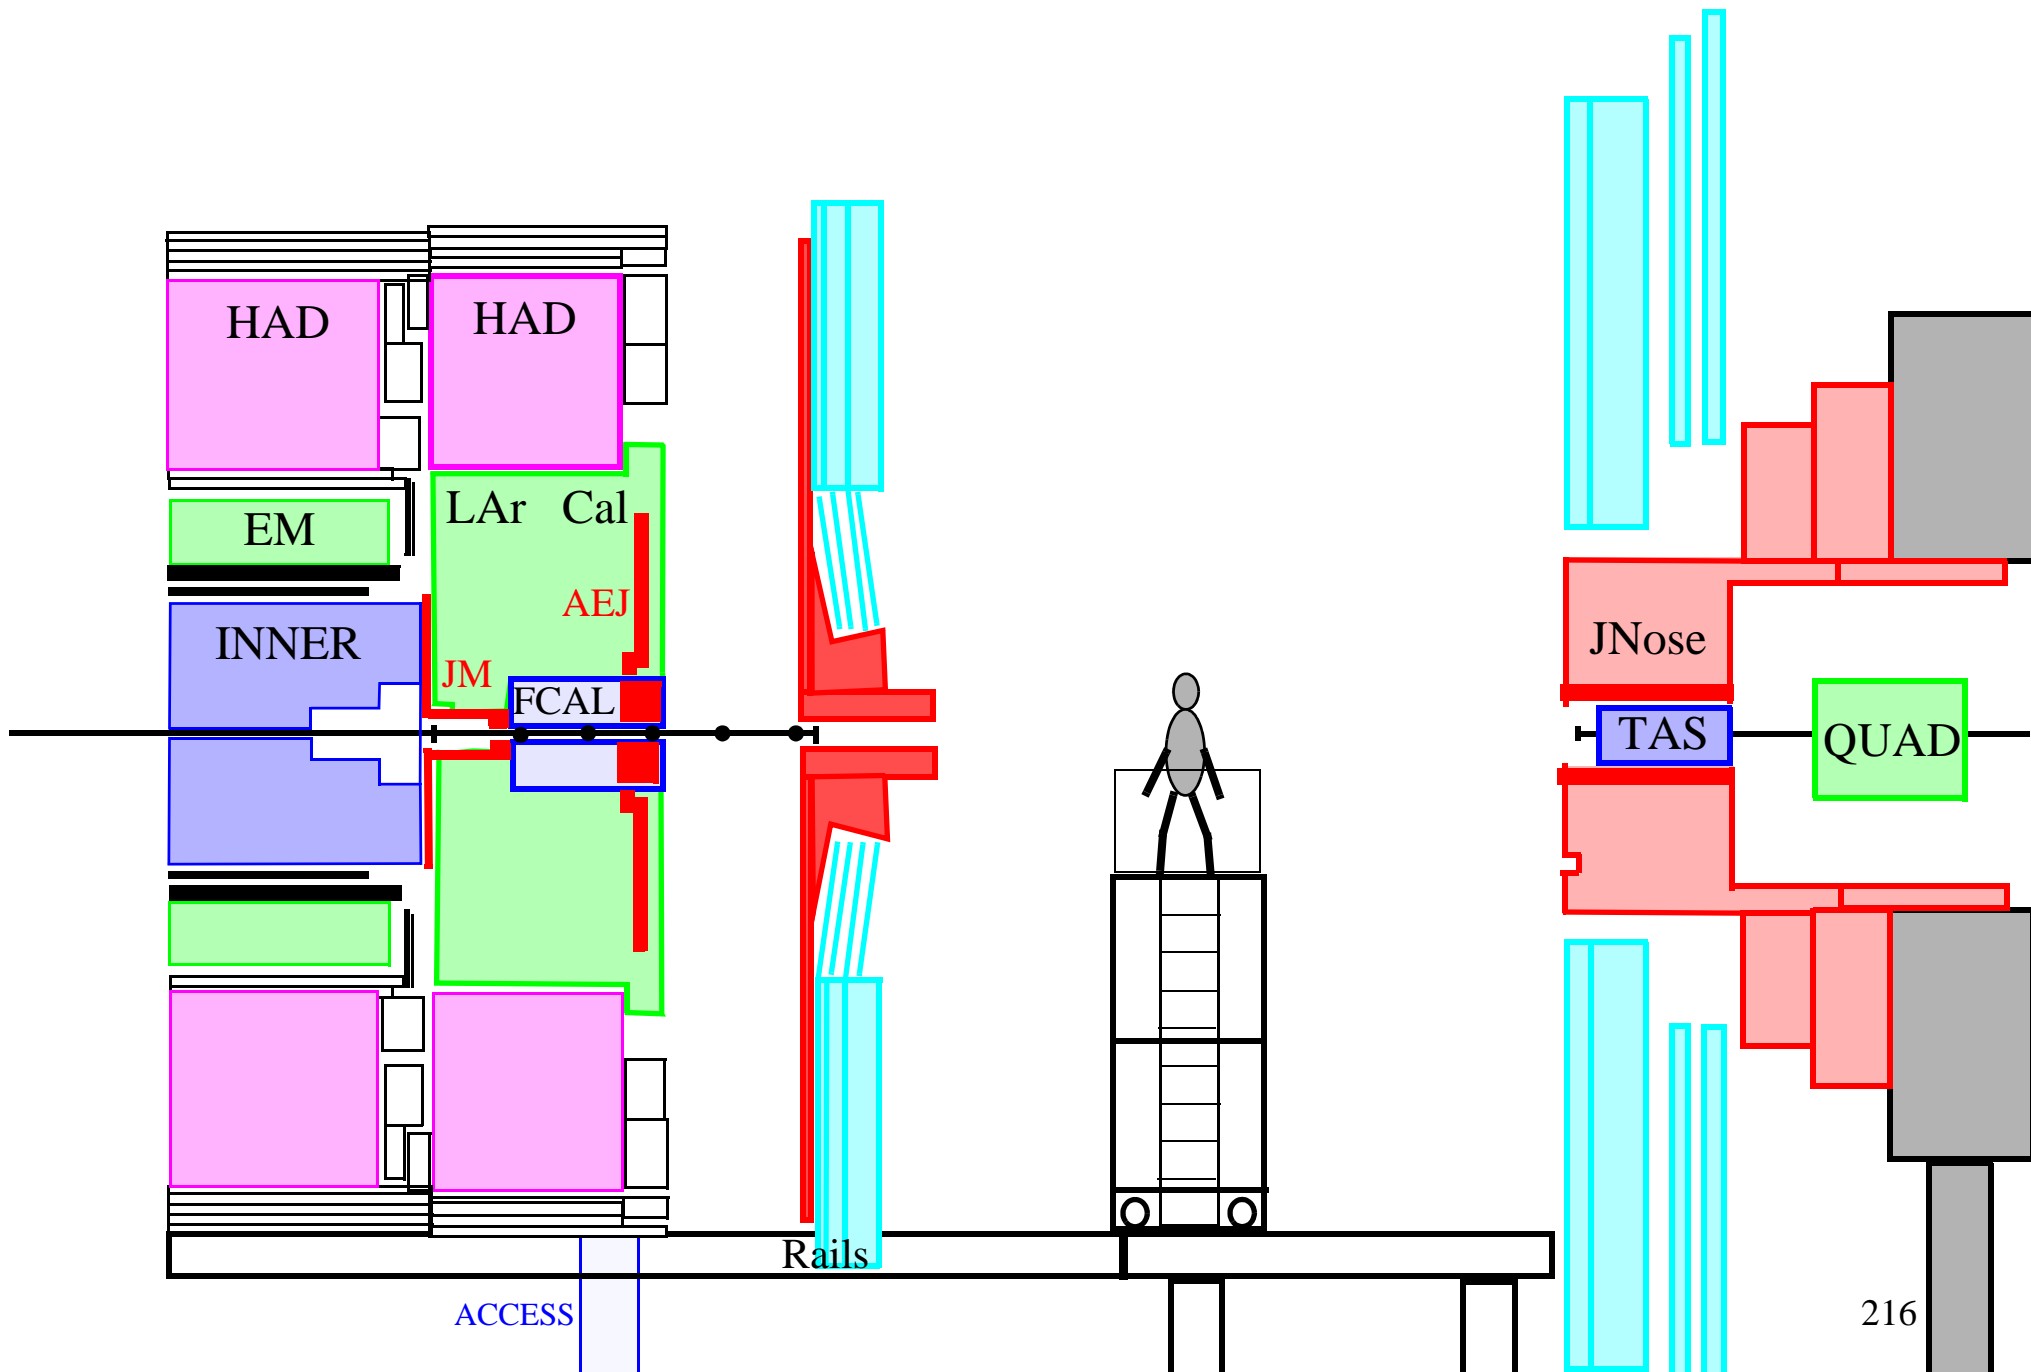 HAD HAD
LAr Cal
EM
AEJ
INNER
JNose
JM
FCAL
TAS QUAD
Rails
ACCESS
216